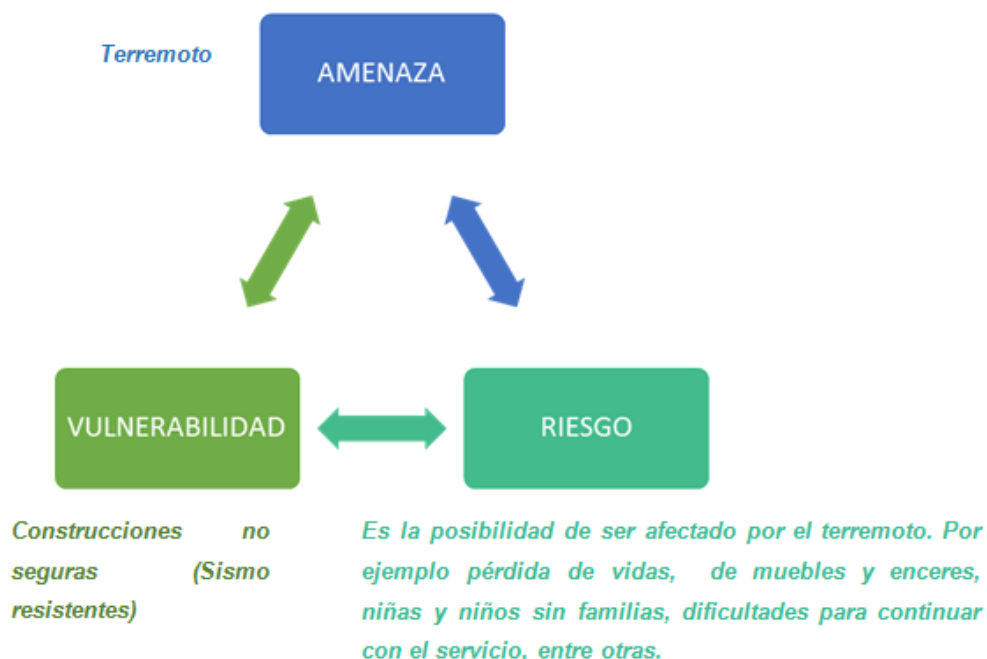 Terremoto
AMENAZA
VULNERABILIDAD
RIESGO
Construcciones no
seguras (Sismo
resistentes)
Es la posibilidad de ser afectado por el terremoto. Por
ejemplo pérdida de vidas, de muebles y enceres,
niñas y niños sin familias, dificultades para continuar
con el servicio, entre otras.